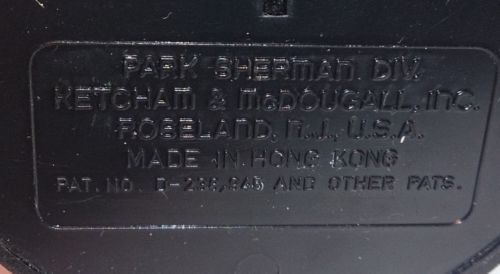 PARK SHERMAN DIV.
KETCHAM & McDOUGALL, INC.
ROSELAND, N.J., U.S.A.
MADE IN HONG KONG
PAT. NO. AND OTHER PATS.